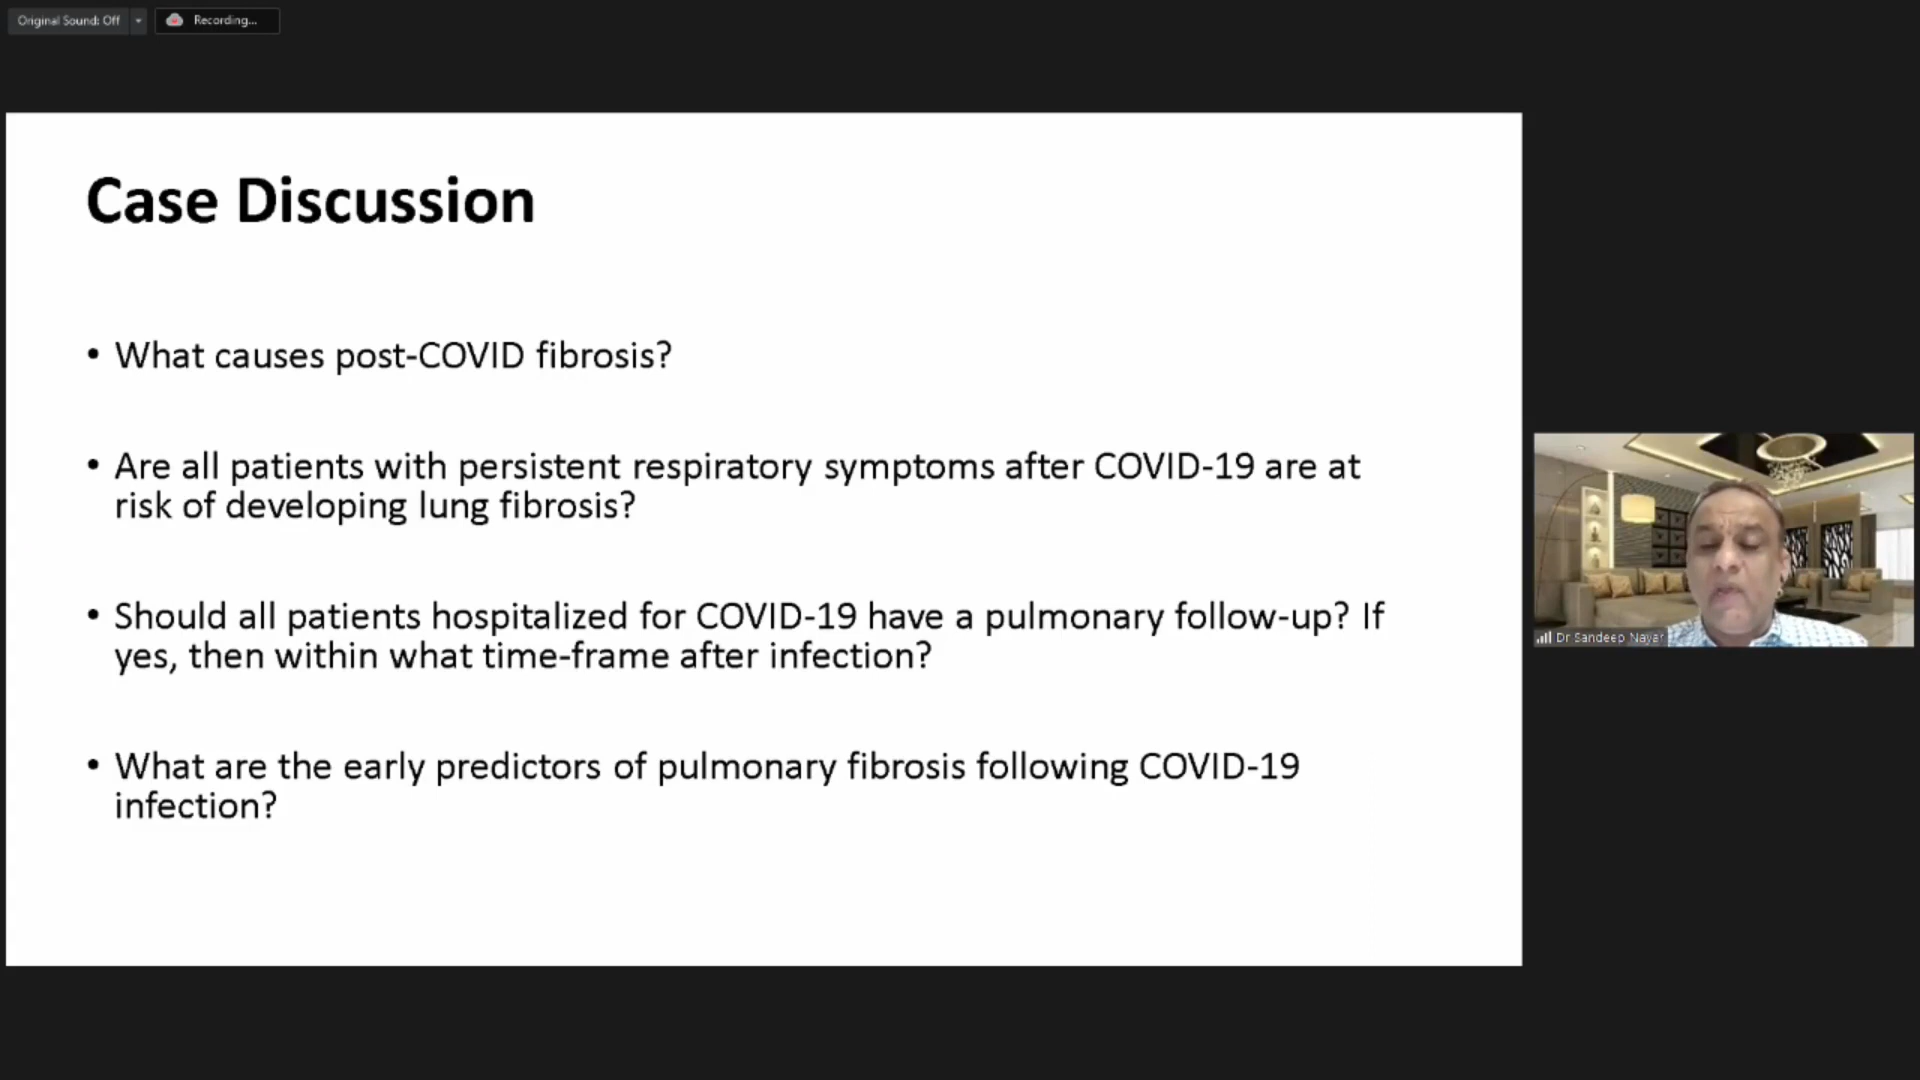 Original Sound: Off
Recording...
Case Discussion
• What causes post-COVID fibrosis?
• Are all patients with persistent respiratory symptoms after COVID-19 are at
risk of developing lung fibrosis?
• Should all patients hospitalized for COVID-19 have a pulmonary follow-up? If
yes, then within what time-frame after infection?
• What are the early predictors of pulmonary fibrosis following COVID-19
infection?
Dr Sandeep Nayar